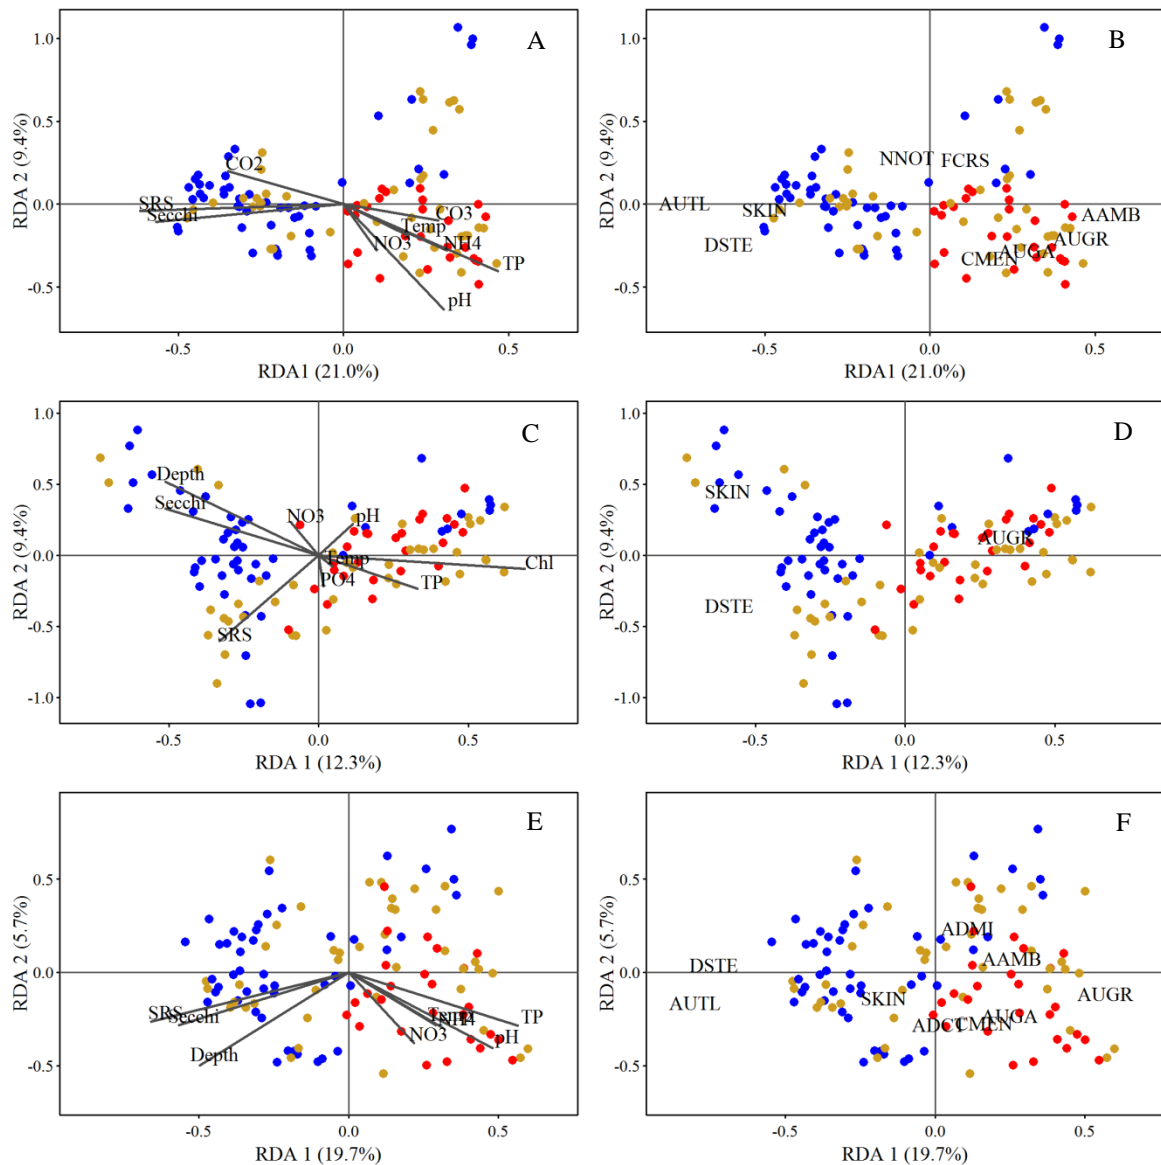 A
1.0
0.5
0.0
-0.5
RDA 2 (9.4%)
CO2
SRS
Secchi
CO3
Temp
NO3
NH4
TP
pH
-0.5
0.0
0.5
RDA1 (21.0%)
B
1.0
0.5
0.0
-0.5
RDA 2 (9.4%)
NNOT
FCRS
AUTL
SKIN
AAMB
DSTE
AUGR
AUGA
CMEN
-0.5
0.0
0.5
RDA1 (21.0%)
C
1.0
0.5
0.0
-0.5
-1.0
RDA 2 (9.4%)
Depth
Secchi
NO3
pH
Temp
Chl
PO4
TP
SRS
-0.5
0.0
0.5
RDA 1 (12.3%)
D
1.0
0.5
0.0
-0.5
-1.0
RDA 2 (9.4%)
SKIN
AUGR
DSTE
-0.5
0.0
0.5
RDA 1 (12.3%)
E
0.5
0.0
-0.5
RDA 2 (5.7%)
SRS
Secchi
TP
NH4
NO3
pH
Depth
-0.5
0.0
0.5
RDA 1 (19.7%)
F
0.5
0.0
-0.5
RDA 2 (5.7%)
ADMI
DSTE
AAMB
AUTL
SKIN
AUGR
AUGA
ADCT
CMEN
-0.5
0.0
0.5
RDA 1 (19.7%)